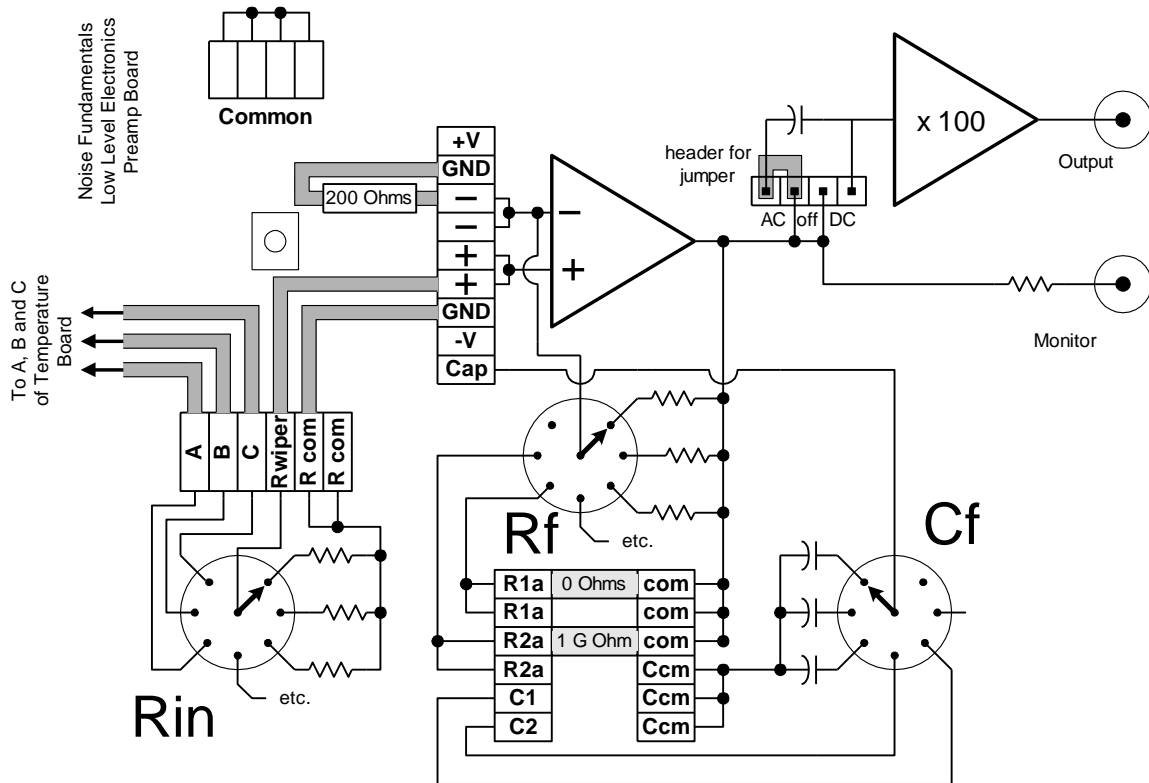 Noise Fundamentals
Low Level Electronics
Preamp Board
Common
+V
GND
−
−
+
+
GND
-V
Cap
200 Ohms
−
+
header for
jumper
AC off DC
x 100
Output
Monitor
To A, B and C
of Temperature
Board
A
B
C
Rwiper
R com
R com
etc.
Rin
etc.
Rf
R1a 0 Ohms com
R1a com
R2a 1 G Ohm com
R2a Ccm
C1 Ccm
C2 Ccm
Cf